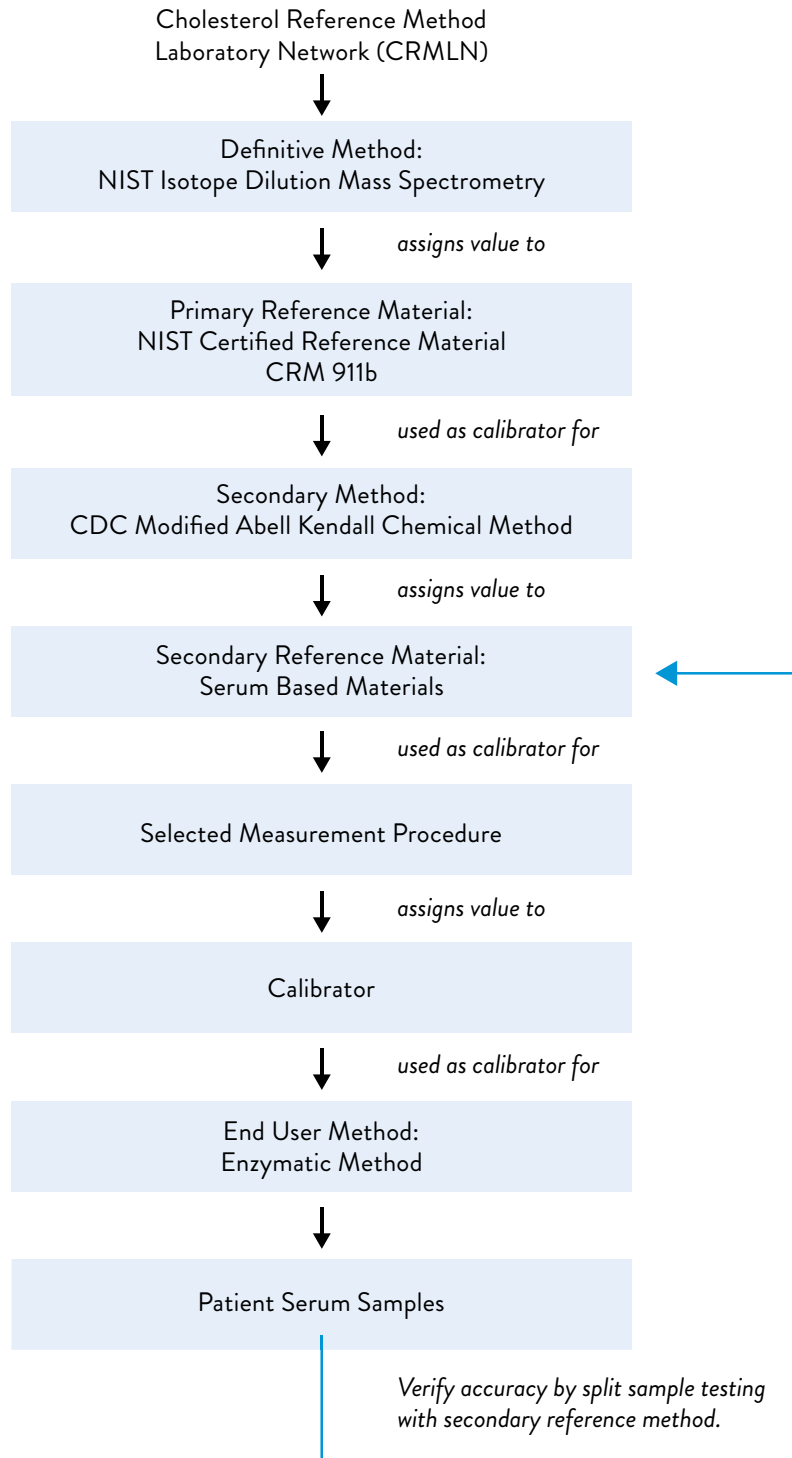 Cholesterol Reference Method
Laboratory Network (CRMLN)
Definitive Method:
NIST Isotope Dilution Mass Spectrometry
assigns value to
Primary Reference Material:
NIST Certified Reference Material
CRM 911b
used as calibrator for
Secondary Method:
CDC Modified Abell Kendall Chemical Method
assigns value to
Secondary Reference Material:
Serum Based Materials
used as calibrator for
Selected Measurement Procedure
assigns value to
Calibrator
used as calibrator for
End User Method:
Enzymatic Method
Patient Serum Samples
Verify accuracy by split sample testing
with secondary reference method.